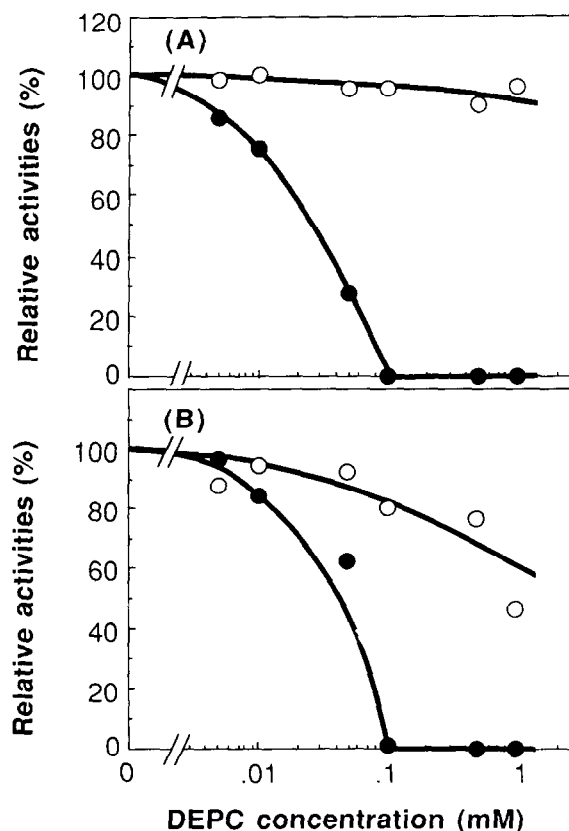 (A)
120
100
80
60
40
20
0
Relative activities (%)
(B)
100
80
60
40
20
0
Relative activities (%)
0 .01 .1 1
DEPC concentration (mM)